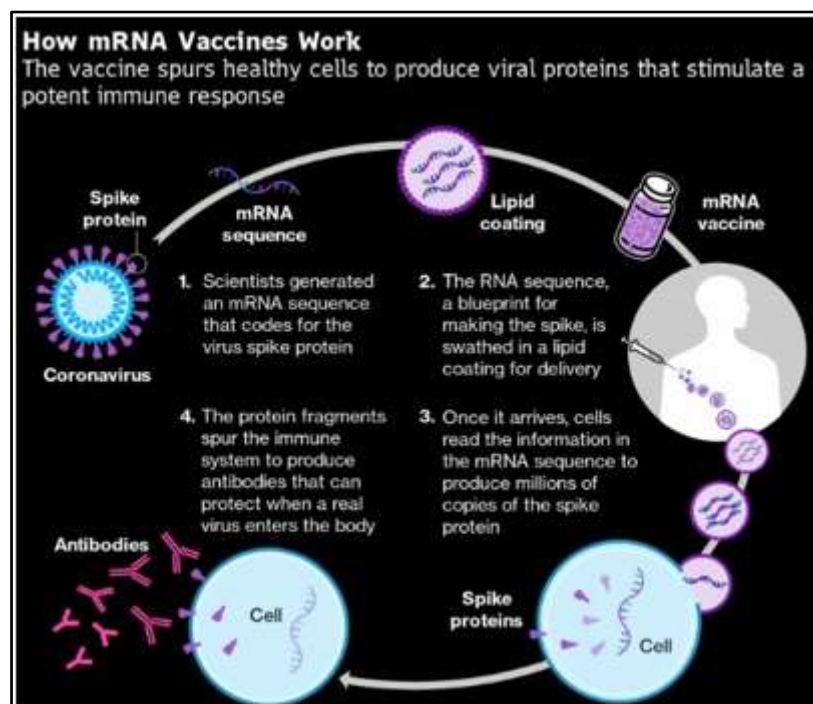 How mRNA Vaccines Work
The vaccine spurs healthy cells to produce viral proteins that stimulate a
potent immune response
Spike
protein
mRNA
sequence
Lipid
coating
mRNA
vaccine
Coronavirus
1. Scientists generated
an mRNA sequence
that codes for the
virus spike protein
2. The RNA sequence,
a blueprint for
making the spike, is
swathed in a lipid
coating for delivery
4. The protein fragments
spur the immune
system to produce
antibodies that can
protect when a real
virus enters the body
3. Once it arrives, cells
read the information in
the mRNA sequence to
produce millions of
copies of the spike
protein
Antibodies
Cell
Spike
proteins
Cell